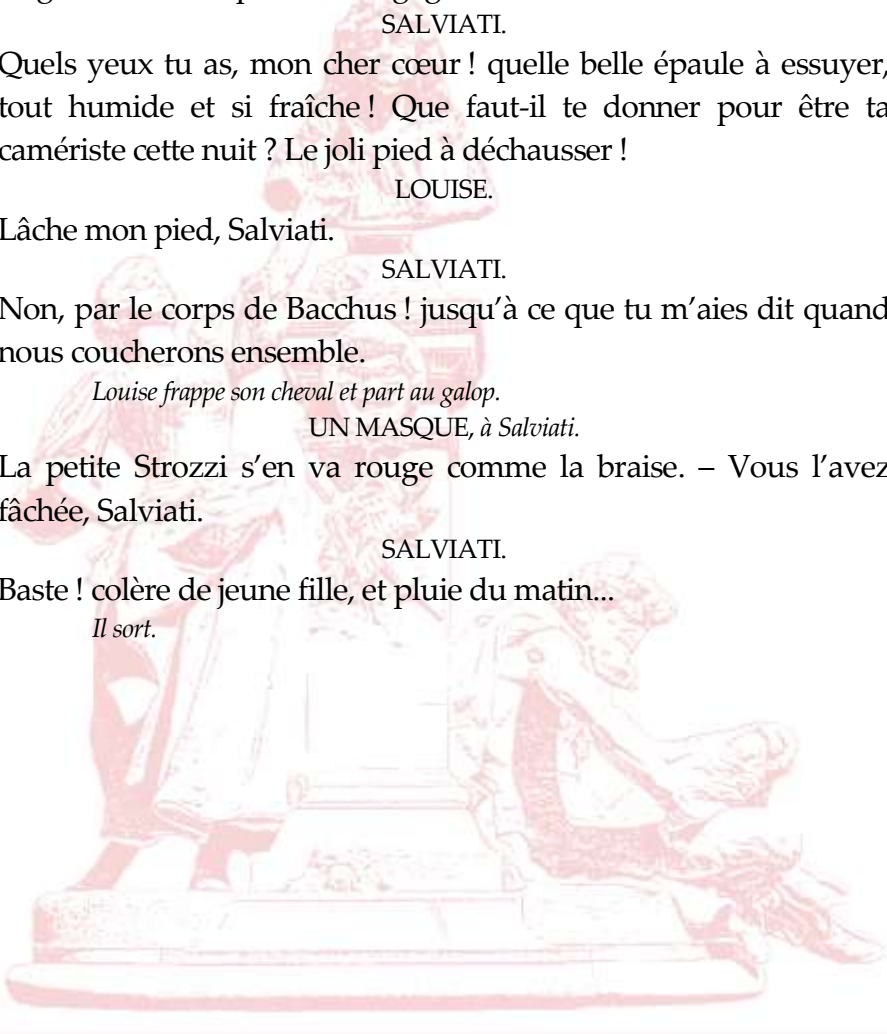 SALVIATI.
Quels yeux tu as, mon cher cœur ! quelle belle épaule à essuyer,
tout humide et si fraîche ! Que faut-il te donner pour être ta
camériste cette nuit ? Le joli pied à déchausser !
LOUISE.
Lâche mon pied, Salviati.
SALVIATI.
Non, par le corps de Bacchus ! jusqu’à ce que tu m’aies dit quand
nous coucherons ensemble.
Louise frappe son cheval et part au galop.
UN MASQUE, à Salviati.
La petite Strozzi s’en va rouge comme la braise. – Vous l’avez
fâchée, Salviati.
SALVIATI.
Baste ! colère de jeune fille, et pluie du matin...
Il sort.